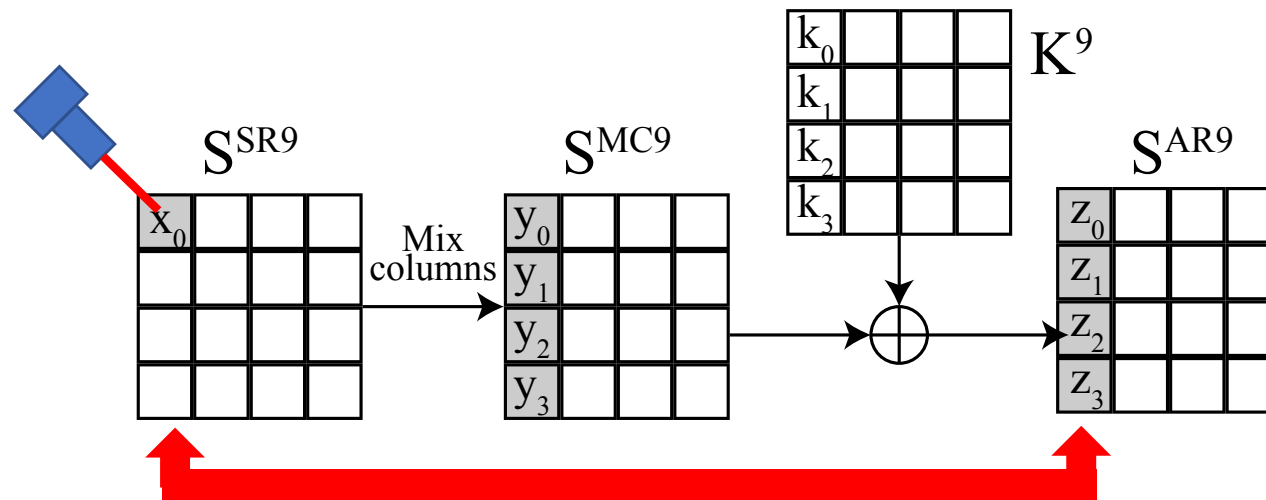 k₀
k₁
k₂
k₃
K⁹
S^SR9
S^MC9
S^AR9
x₀
Mix
columns
y₀
y₁
y₂
y₃
z₀
z₁
z₂
z₃